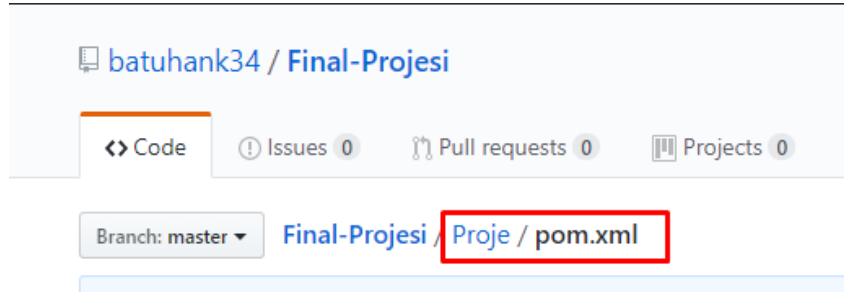 batuhank34 / Final-Projesi
<> Code Issues 0 Pull requests 0 Projects 0
Branch: master Final-Projesi / Proje / pom.xml